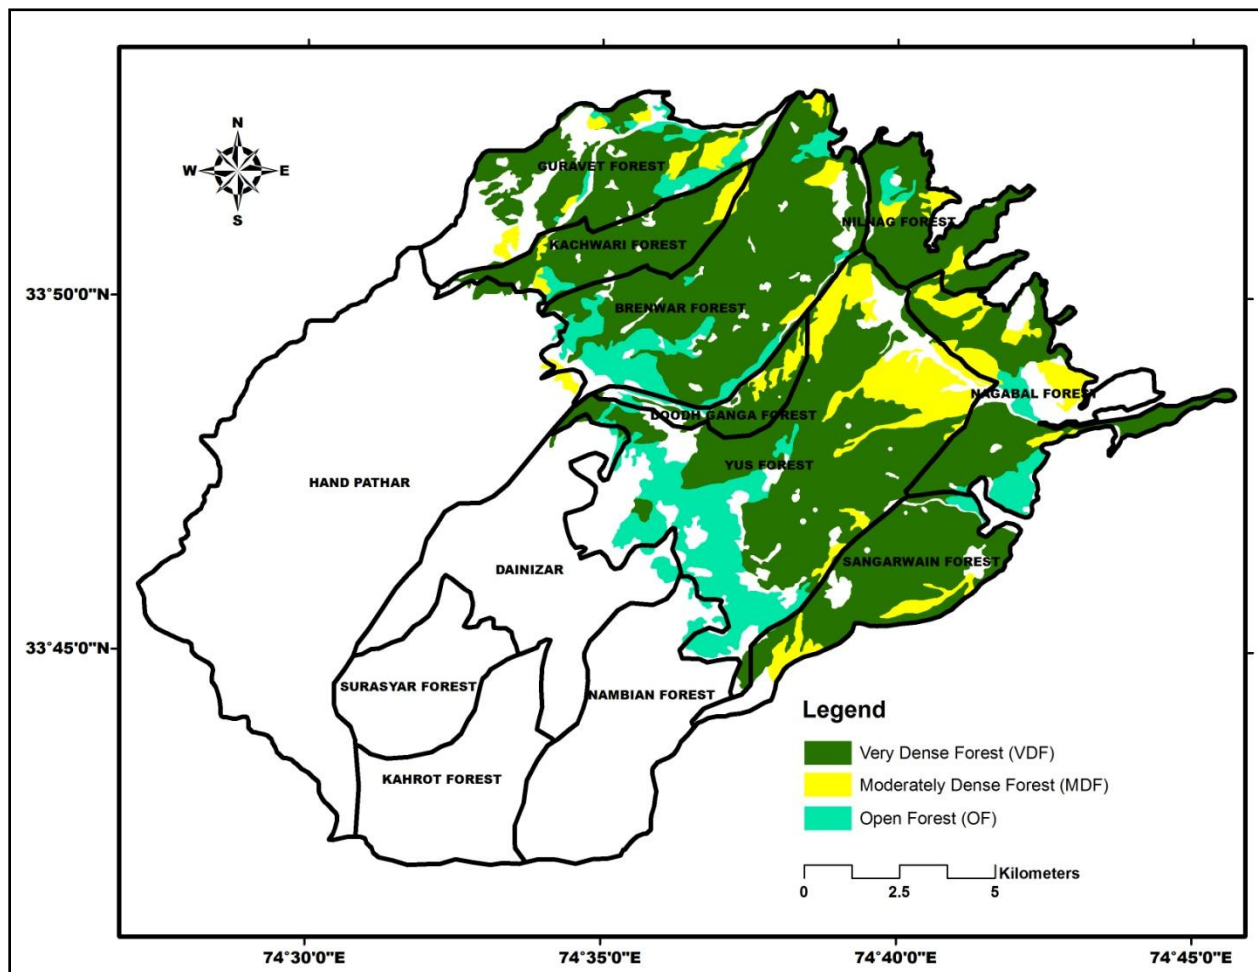 N
W E
S
GURAVET FOREST
NILNAG FOREST
KACHWARI FOREST
33°50'0"N
BRENWAR FOREST
NAGABAL FOREST
DOODH GANGA FOREST
YUS FOREST
HAND PATHAR
SANGARWAIN FOREST
DAINIZAR
33°45'0"N
SURASYAR FOREST
NAMBIAN FOREST
KAHROT FOREST
Legend
Very Dense Forest (VDF)
Moderately Dense Forest (MDF)
Open Forest (OF)
Kilometers
0 2.5 5
74°30'0"E 74°35'0"E 74°40'0"E 74°45'0"E